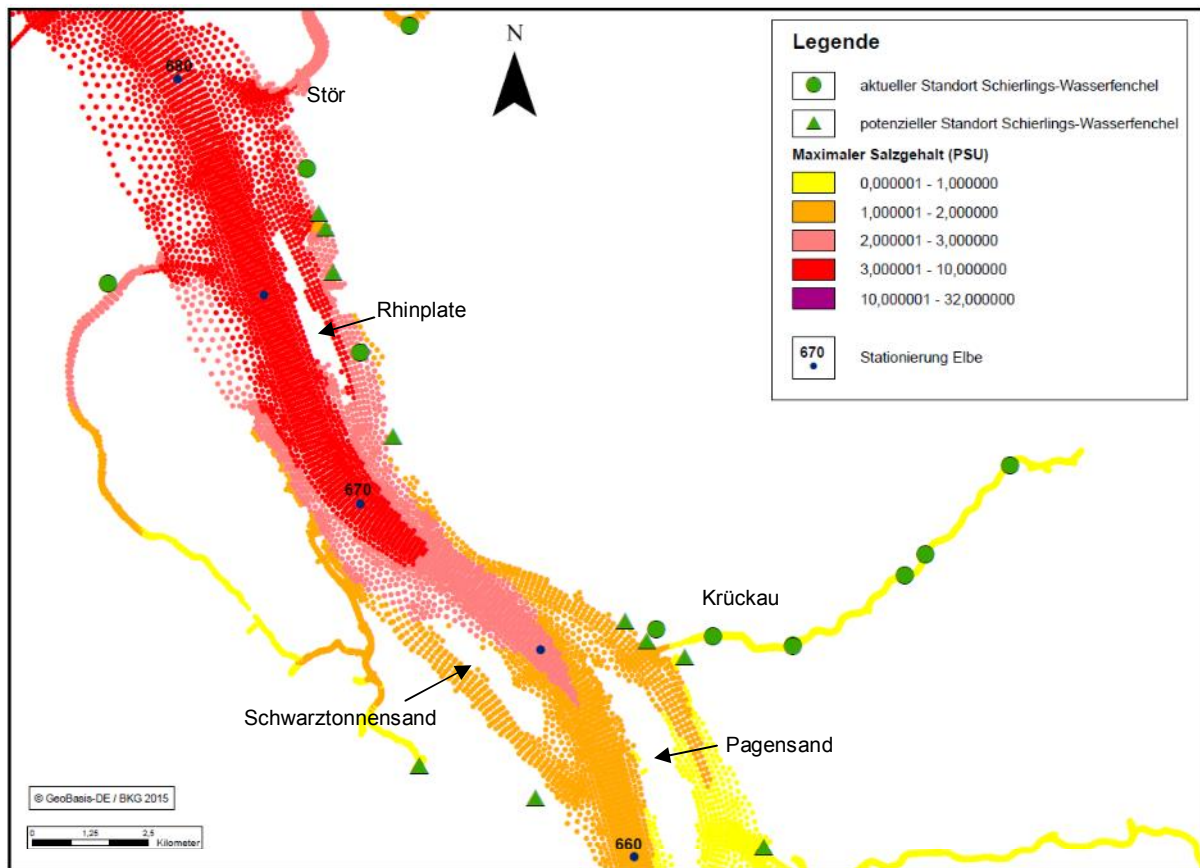 680
Stör
N
Legende
aktueller Standort Schierlings-Wasserfenchel
potenzieller Standort Schierlings-Wasserfenchel
Maximaler Salzgehalt (PSU)
0,000001 - 1,000000
1,000001 - 2,000000
2,000001 - 3,000000
3,000001 - 10,000000
10,000001 - 32,000000
670
Stationierung Elbe
Rhinplate
670
Krückau
Schwarztonnensand
Pagensand
© GeoBasis-DE / BKG 2015
0 1,25 2,5
Kilometer
660